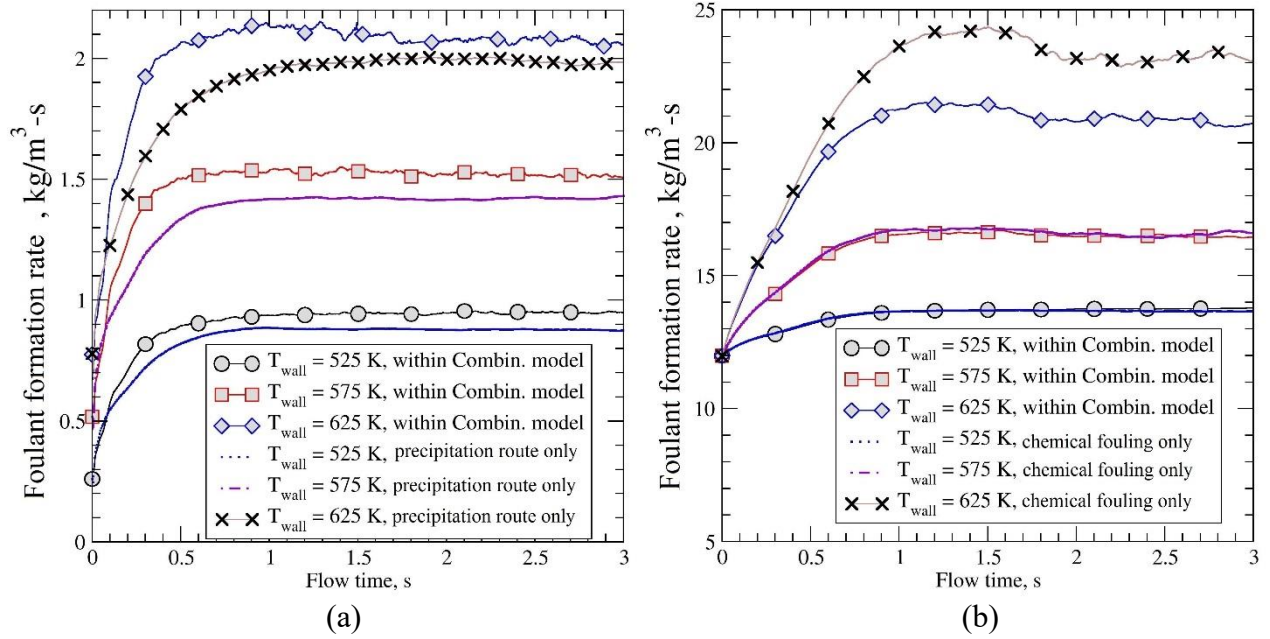 Foulant formation rate , kg/m³-s
2
1.5
1
0.5
0
0 0.5 1 1.5 2 2.5 3
Flow time, s
T_wall = 525 K, within Combin. model
T_wall = 575 K, within Combin. model
T_wall = 625 K, within Combin. model
T_wall = 525 K, precipitation route only
T_wall = 575 K, precipitation route only
T_wall = 625 K, precipitation route only
(a)
Foulant formation rate , kg/m³-s
25
20
15
10
5
0 0.5 1 1.5 2 2.5 3
Flow time, s
T_wall = 525 K, within Combin. model
T_wall = 575 K, within Combin. model
T_wall = 625 K, within Combin. model
T_wall = 525 K, chemical fouling only
T_wall = 575 K, chemical fouling only
T_wall = 625 K, chemical fouling only
(b)